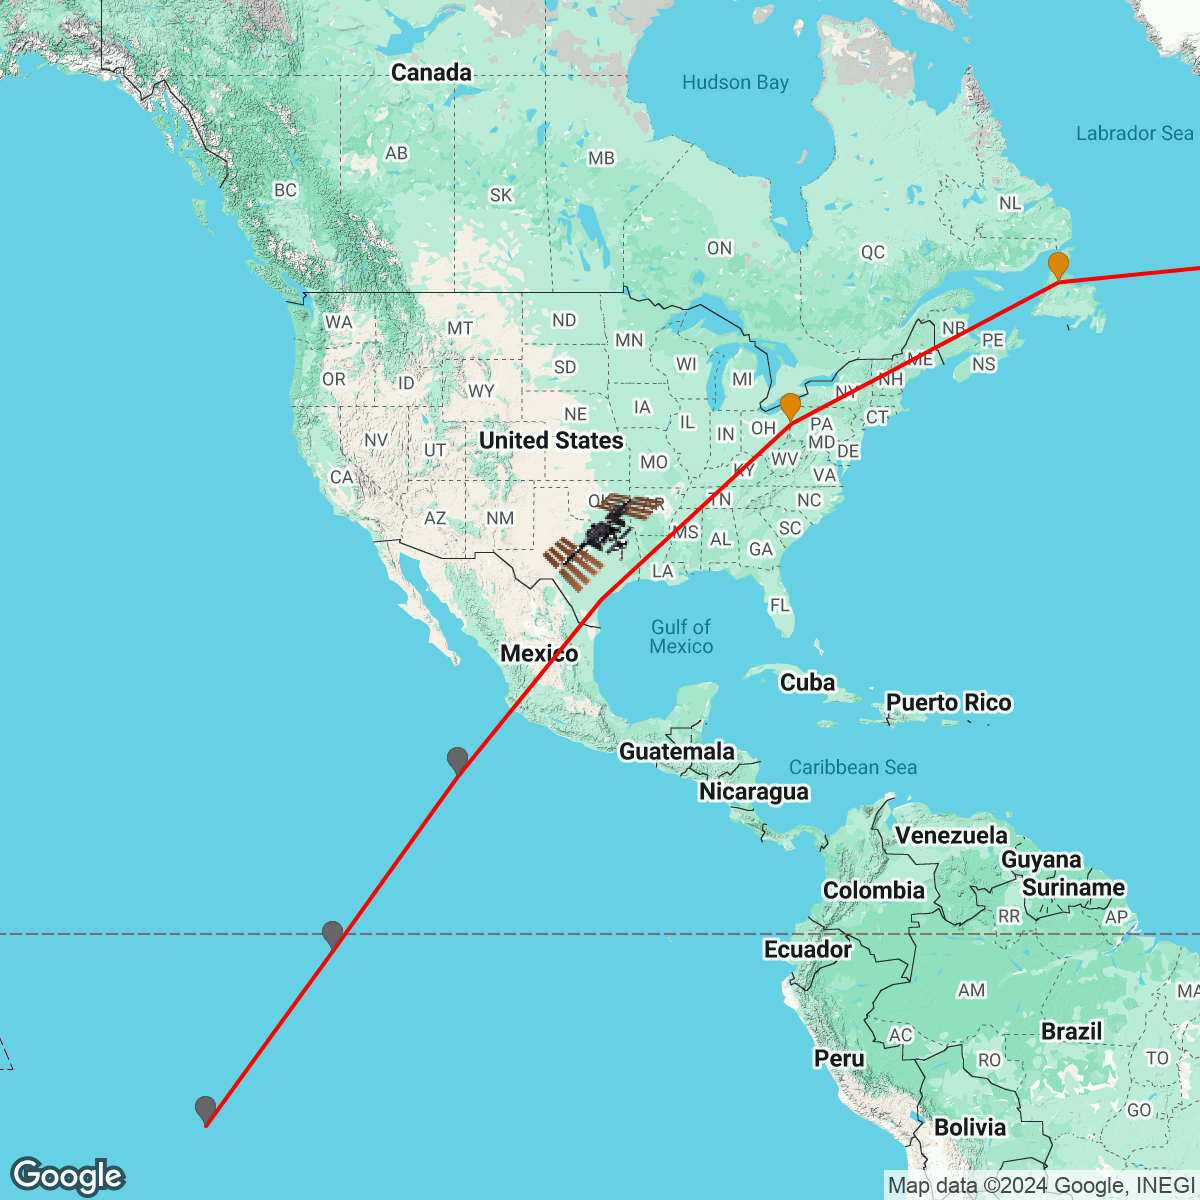 Canada
Hudson Bay
Labrador Sea
AB
MB
BC
SK
NL
ON
QC
WA
MT
ND
MN
NB
PE
OR
ID
WY
SD
WI
MI
ME
NS
NH
NY
NE
IA
IL
IN
OH
PA
CT
NV
UT
United States
MD
DE
CA
MO
KY
WV
VA
AZ
NM
TN
NC
MS
AL
SC
GA
LA
FL
Gulf of
Mexico
Mexico
Cuba
Puerto Rico
Guatemala
Caribbean Sea
Nicaragua
Venezuela
Guyana
Colombia
Suriname
RR
AP
Ecuador
AM
MA
AC
Brazil
Peru
RO
TO
GO
Bolivia
Google
Map data ©2024 Google, INEGI